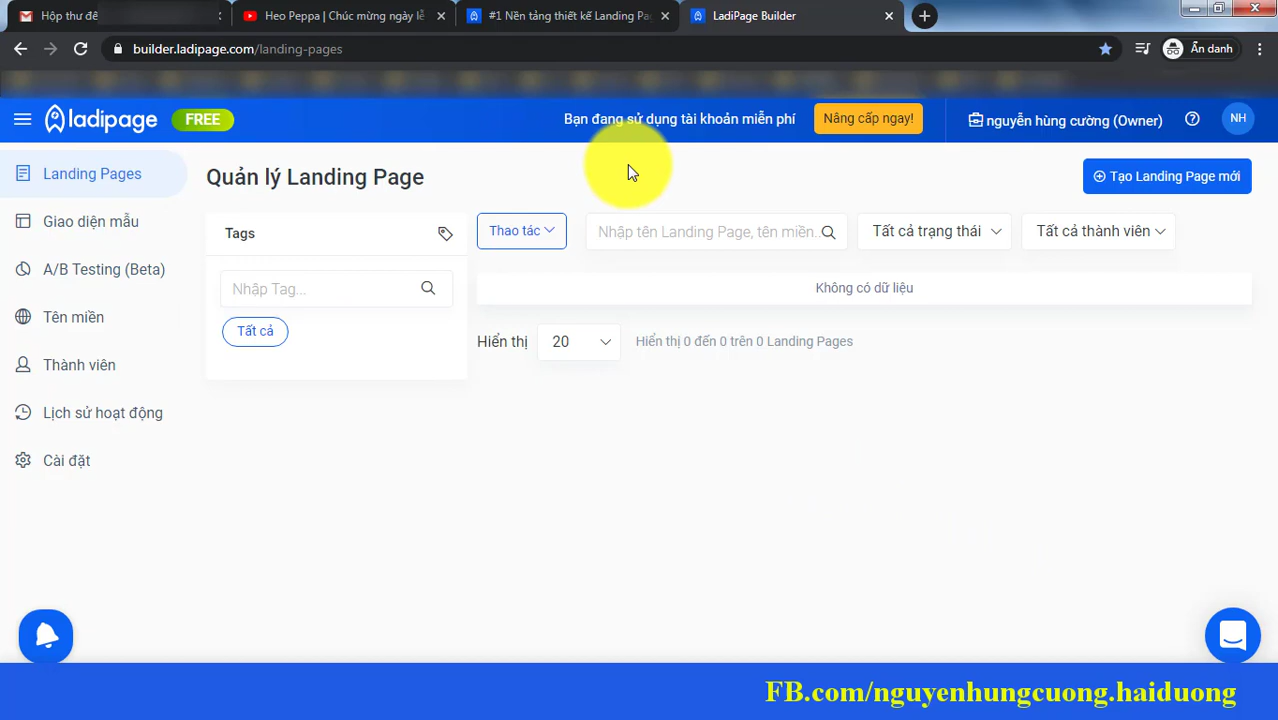 Hộp thư đê
Heo Peppa | Chúc mừng ngày lễ
#1 Nền tảng thiết kế Landing Pa
LadiPage Builder
builder.ladipage.com/landing-pages
Ẩn danh
ladipage
FREE
Bạn đang sử dụng tài khoản miễn phí
Nâng cấp ngay!
nguyễn hùng cường (Owner)
NH
Landing Pages
Giao diện mẫu
A/B Testing (Beta)
Tên miền
Thành viên
Lịch sử hoạt động
Cài đặt
Quản lý Landing Page
Tạo Landing Page mới
Tags
Nhập Tag...
Tất cả
Thao tác
Nhập tên Landing Page, tên miền..
Tất cả trạng thái
Tất cả thành viên
Không có dữ liệu
Hiển thị
20
Hiển thị 0 đến 0 trên 0 Landing Pages
FB.com/nguyenhungcuong.haiduong